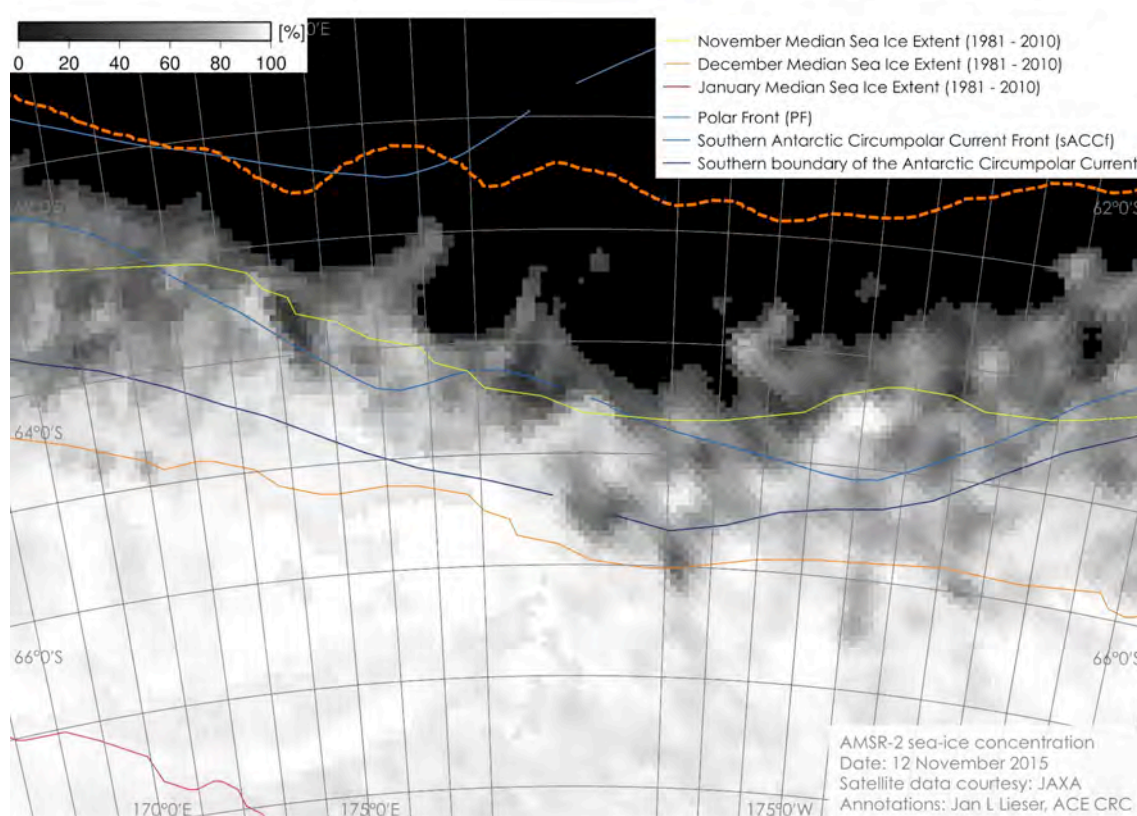 [%]
0 20 40 60 80 100
0'E
November Median Sea Ice Extent (1981 - 2010)
December Median Sea Ice Extent (1981 - 2010)
January Median Sea Ice Extent (1981 - 2010)
Polar Front (PF)
Southern Antarctic Circumpolar Current Front (sACCf)
Southern boundary of the Antarctic Circumpolar Current
62°0'S
64°0'S
66°0'S
66°0'S
170°0'E
175°0'E
175°0'W
AMSR-2 sea-ice concentration
Date: 12 November 2015
Satellite data courtesy: JAXA
Annotations: Jan L Lieser, ACE CRC